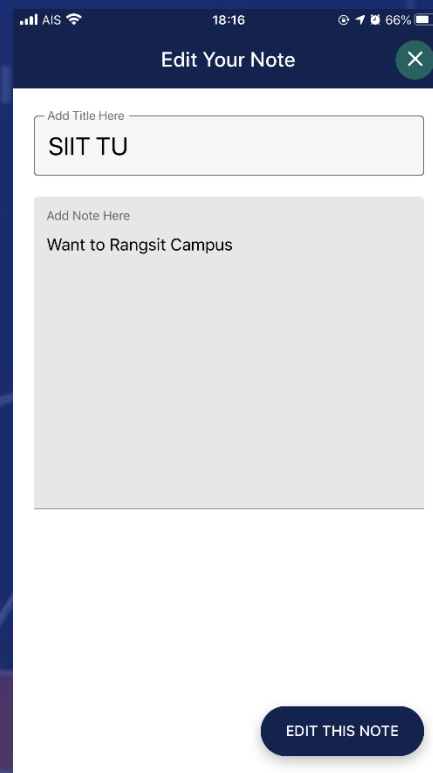 AIS 18:16 66%
Edit Your Note
Add Title Here
SIIT TU
Add Note Here
Want to Rangsit Campus
EDIT THIS NOTE